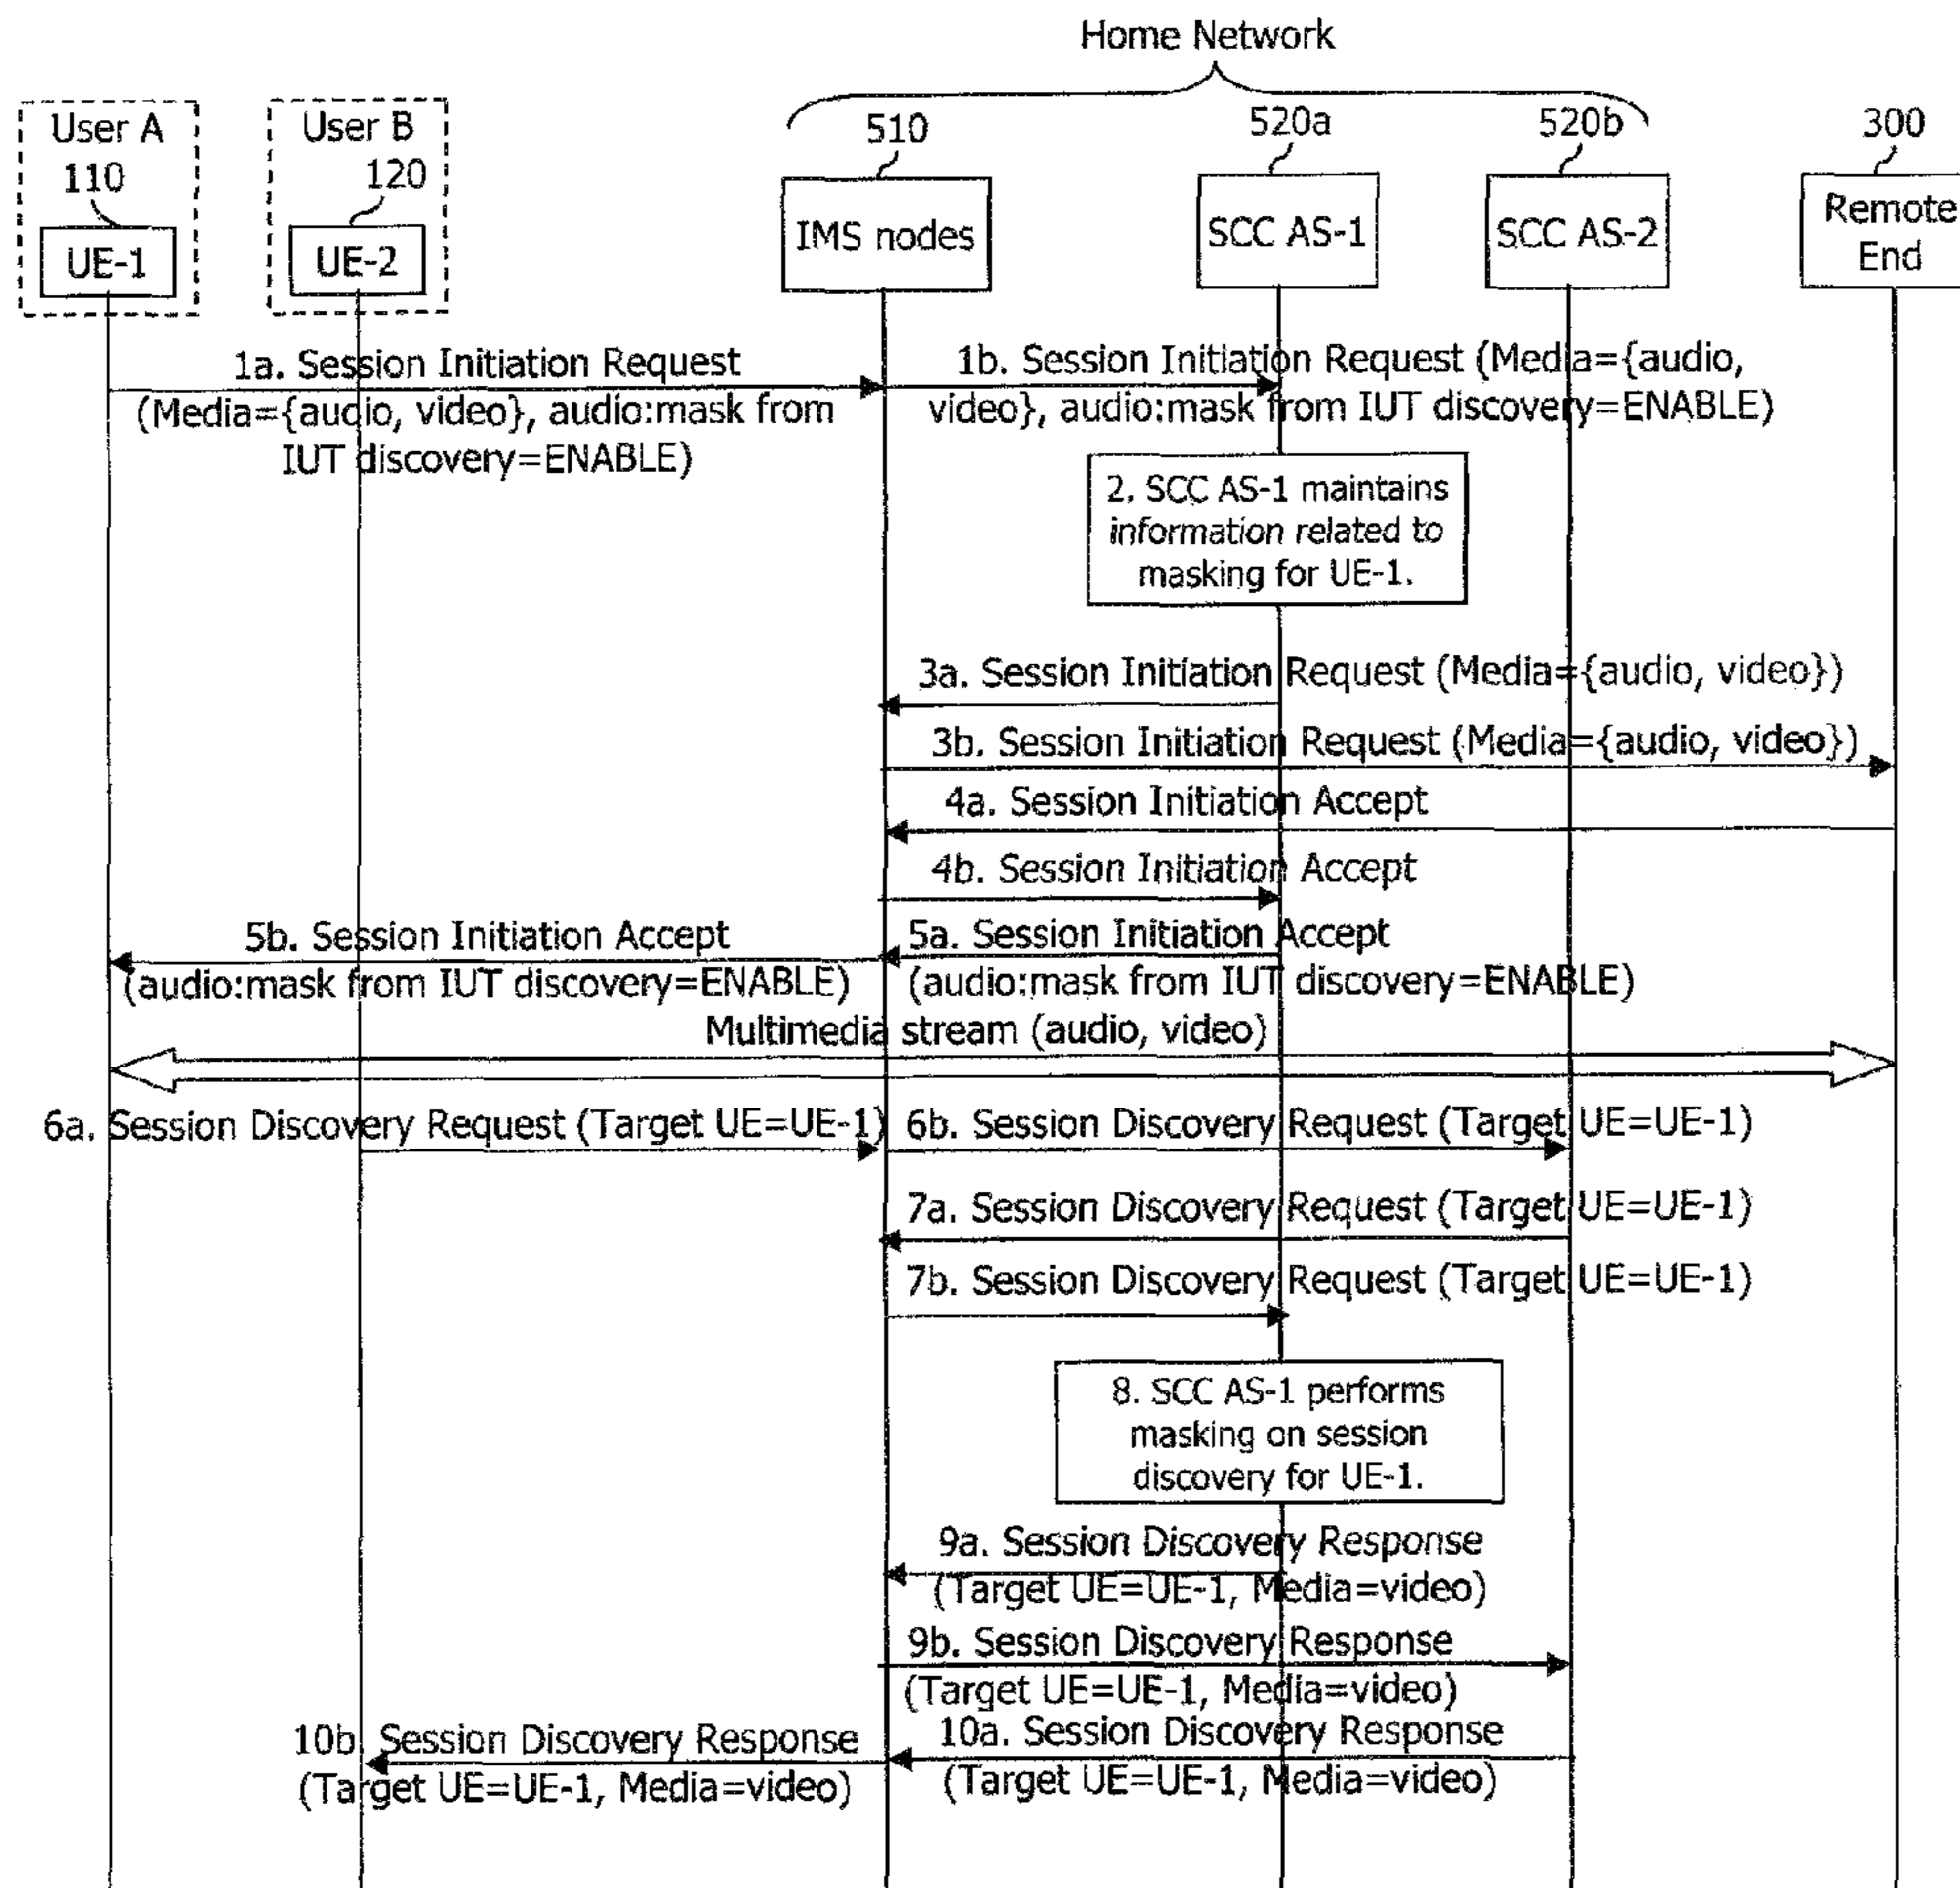 Home Network
User A
110
UE-1
User B
120
UE-2
510
IMS nodes
520a
SCC AS-1
520b
SCC AS-2
300
Remote
End
1a. Session Initiation Request
(Media={audio, video}, audio:mask from
IUT discovery=ENABLE)
1b. Session Initiation Request (Media={audio,
video}, audio:mask from IUT discovery=ENABLE)
2. SCC AS-1 maintains
information related to
masking for UE-1.
3a. Session Initiation Request (Media={audio, video})
3b. Session Initiation Request (Media={audio, video})
4a. Session Initiation Accept
4b. Session Initiation Accept
5b. Session Initiation Accept
(audio:mask from IUT discovery=ENABLE)
5a. Session Initiation Accept
(audio:mask from IUT discovery=ENABLE)
Multimedia stream (audio, video)
6a. Session Discovery Request (Target UE=UE-1)
6b. Session Discovery Request (Target UE=UE-1)
7a. Session Discovery Request (Target UE=UE-1)
7b. Session Discovery Request (Target UE=UE-1)
8. SCC AS-1 performs
masking on session
discovery for UE-1.
9a. Session Discovery Response
(Target UE=UE-1, Media=video)
9b. Session Discovery Response
(Target UE=UE-1, Media=video)
10b. Session Discovery Response
(Target UE=UE-1, Media=video)
10a. Session Discovery Response
(Target UE=UE-1, Media=video)